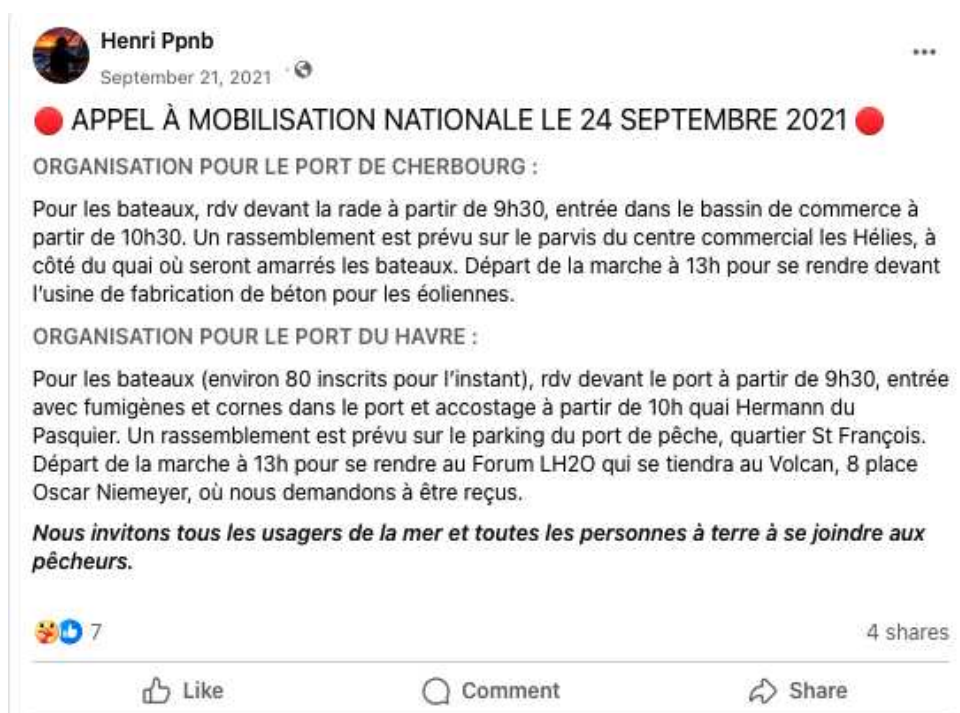 Henri Ppnb
September 21, 2021
🔴 APPEL À MOBILISATION NATIONALE LE 24 SEPTEMBRE 2021 🔴
ORGANISATION POUR LE PORT DE CHERBOURG :
Pour les bateaux, rdv devant la rade à partir de 9h30, entrée dans le bassin de commerce à
partir de 10h30. Un rassemblement est prévu sur le parvis du centre commercial les Hélies, à
côté du quai où seront amarrés les bateaux. Départ de la marche à 13h pour se rendre devant
l'usine de fabrication de béton pour les éoliennes.
ORGANISATION POUR LE PORT DU HAVRE :
Pour les bateaux (environ 80 inscrits pour l'instant), rdv devant le port à partir de 9h30, entrée
avec fumigènes et cornes dans le port et accostage à partir de 10h quai Hermann du
Pasquier. Un rassemblement est prévu sur le parking du port de pêche, quartier St François.
Départ de la marche à 13h pour se rendre au Forum LH2O qui se tiendra au Volcan, 8 place
Oscar Niemeyer, où nous demandons à être reçus.
Nous invitons tous les usagers de la mer et toutes les personnes à terre à se joindre aux
pêcheurs.
7
4 shares
Like
Comment
Share